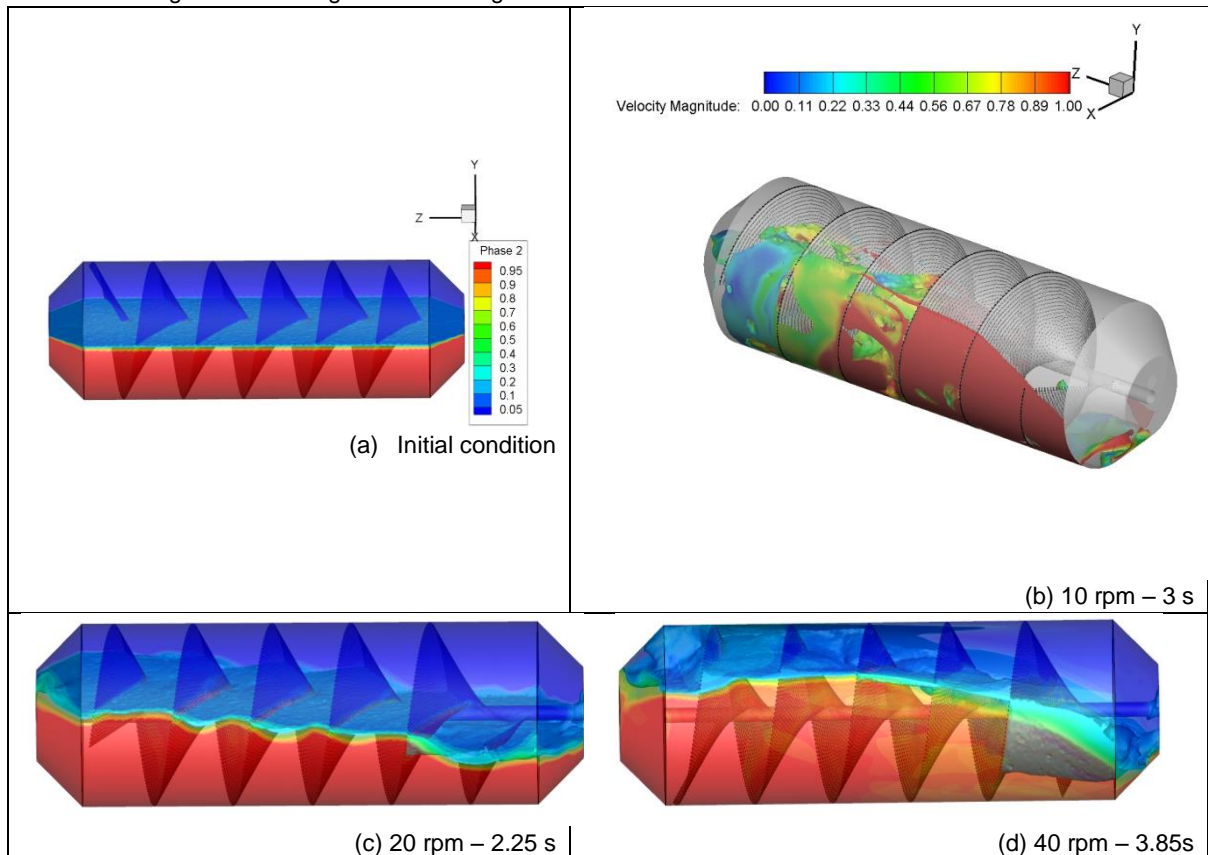 Y
Z
X
Phase 2
0.95
0.9
0.8
0.7
0.6
0.5
0.4
0.3
0.2
0.1
0.05
(a) Initial condition
Y
Z
X
Velocity Magnitude: 0.00 0.11 0.22 0.33 0.44 0.56 0.67 0.78 0.89 1.00
(b) 10 rpm – 3 s
(c) 20 rpm – 2.25 s
(d) 40 rpm – 3.85s